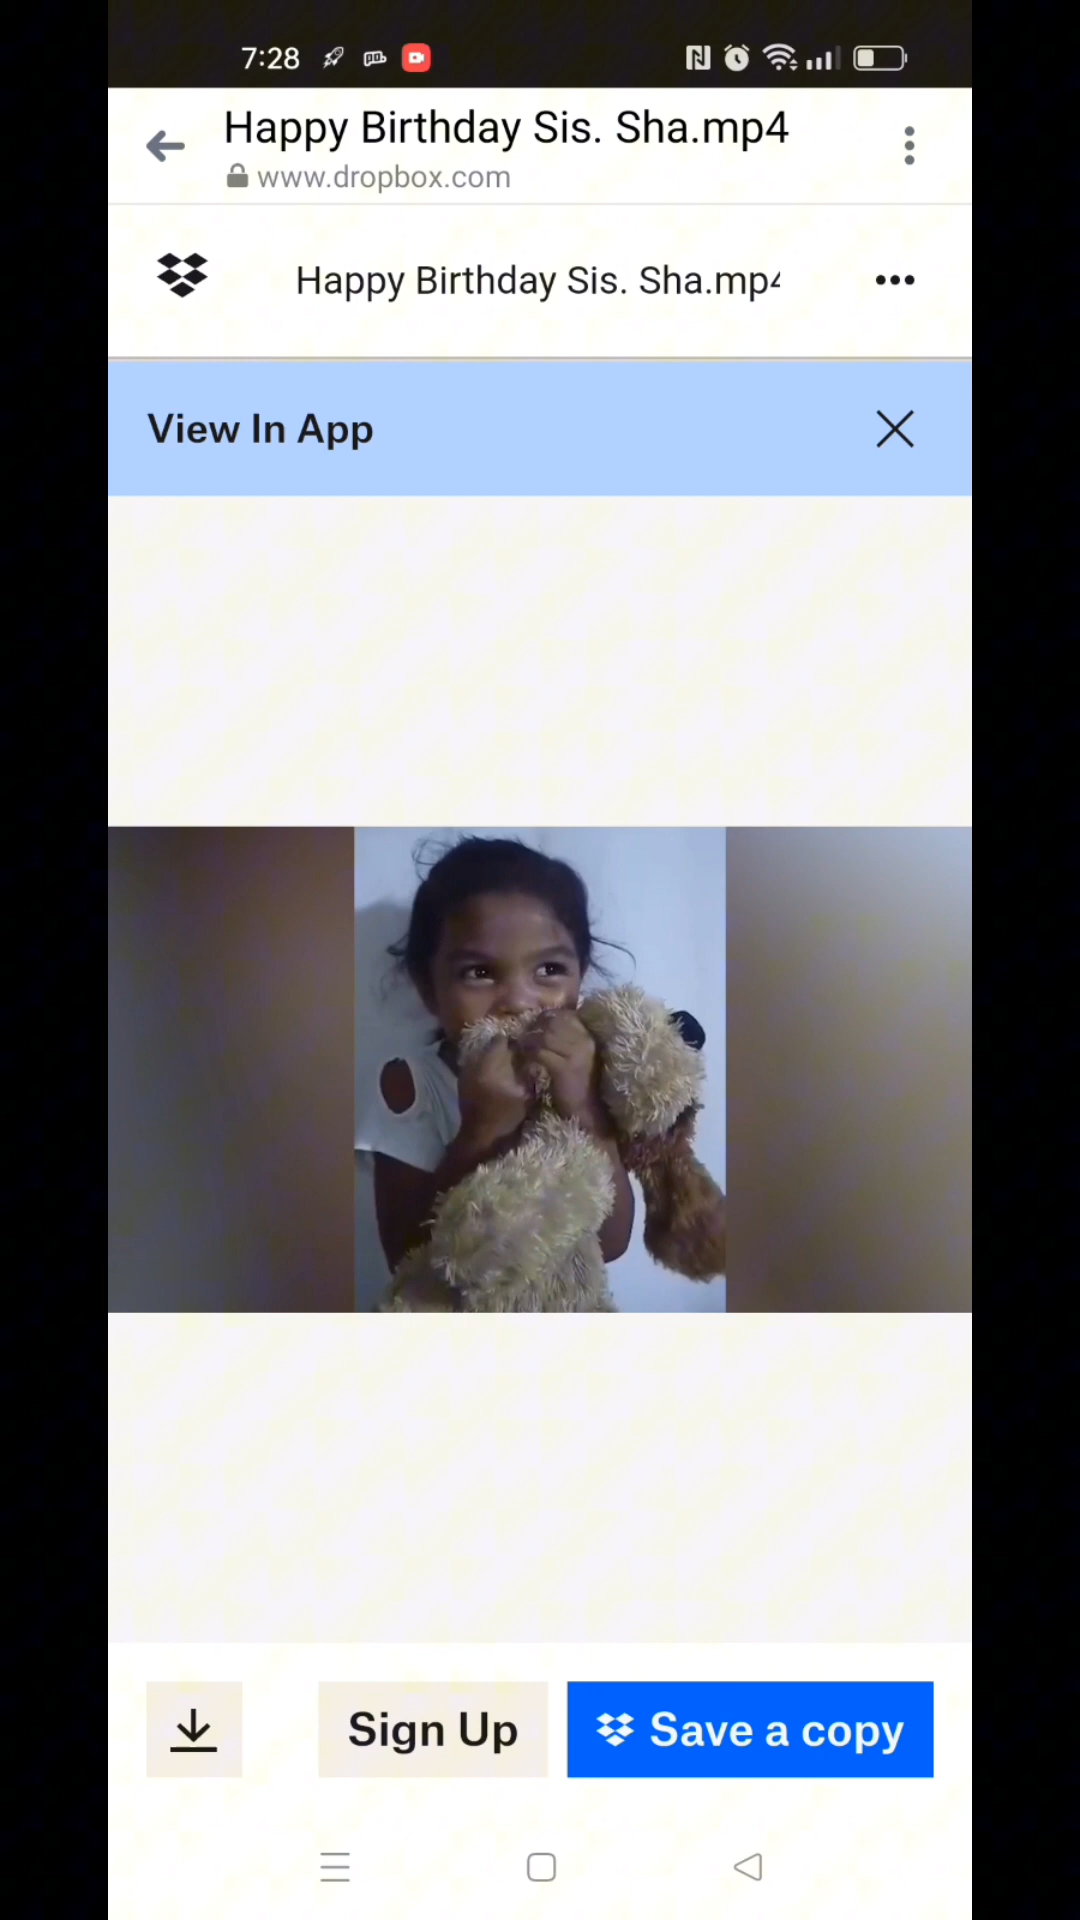 7:28
Happy Birthday Sis. Sha.mp4
www.dropbox.com
Happy Birthday Sis. Sha.mp4
View In App
Sign Up
Save a copy